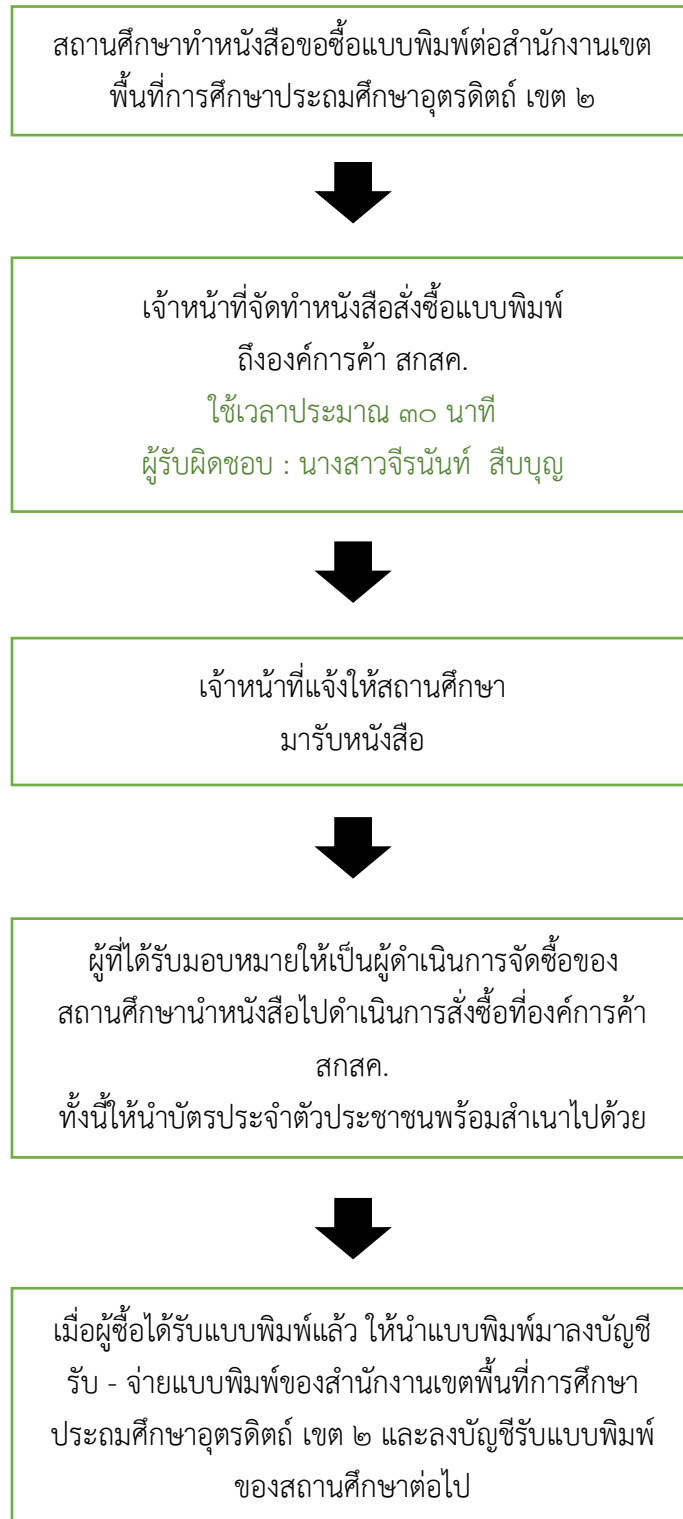 สถานศึกษาทำหนังสือขอซื้อแบบพิมพ์ต่อสำนักงานเขต
พื้นที่การศึกษาประถมศึกษาอุตรดิตถ์ เขต ๒
เจ้าหน้าที่จัดทำหนังสือสั่งซื้อแบบพิมพ์
ถึงองค์การค้า สกสค.
ใช้เวลาประมาณ ๓๐ นาที
ผู้รับผิดชอบ : นางสาวจีรนันท์ สืบบุญ
เจ้าหน้าที่แจ้งให้สถานศึกษา
มารับหนังสือ
ผู้ที่ได้รับมอบหมายให้เป็นผู้ดำเนินการจัดซื้อของ
สถานศึกษานำหนังสือไปดำเนินการสั่งซื้อที่องค์การค้า
สกสค.
ทั้งนี้ให้นำบัตรประจำตัวประชาชนพร้อมสำเนาไปด้วย
เมื่อผู้ซื้อได้รับแบบพิมพ์แล้ว ให้นำแบบพิมพ์มาลงบัญชี
รับ - จ่ายแบบพิมพ์ของสำนักงานเขตพื้นที่การศึกษา
ประถมศึกษาอุตรดิตถ์ เขต ๒ และลงบัญชีรับแบบพิมพ์
ของสถานศึกษาต่อไป